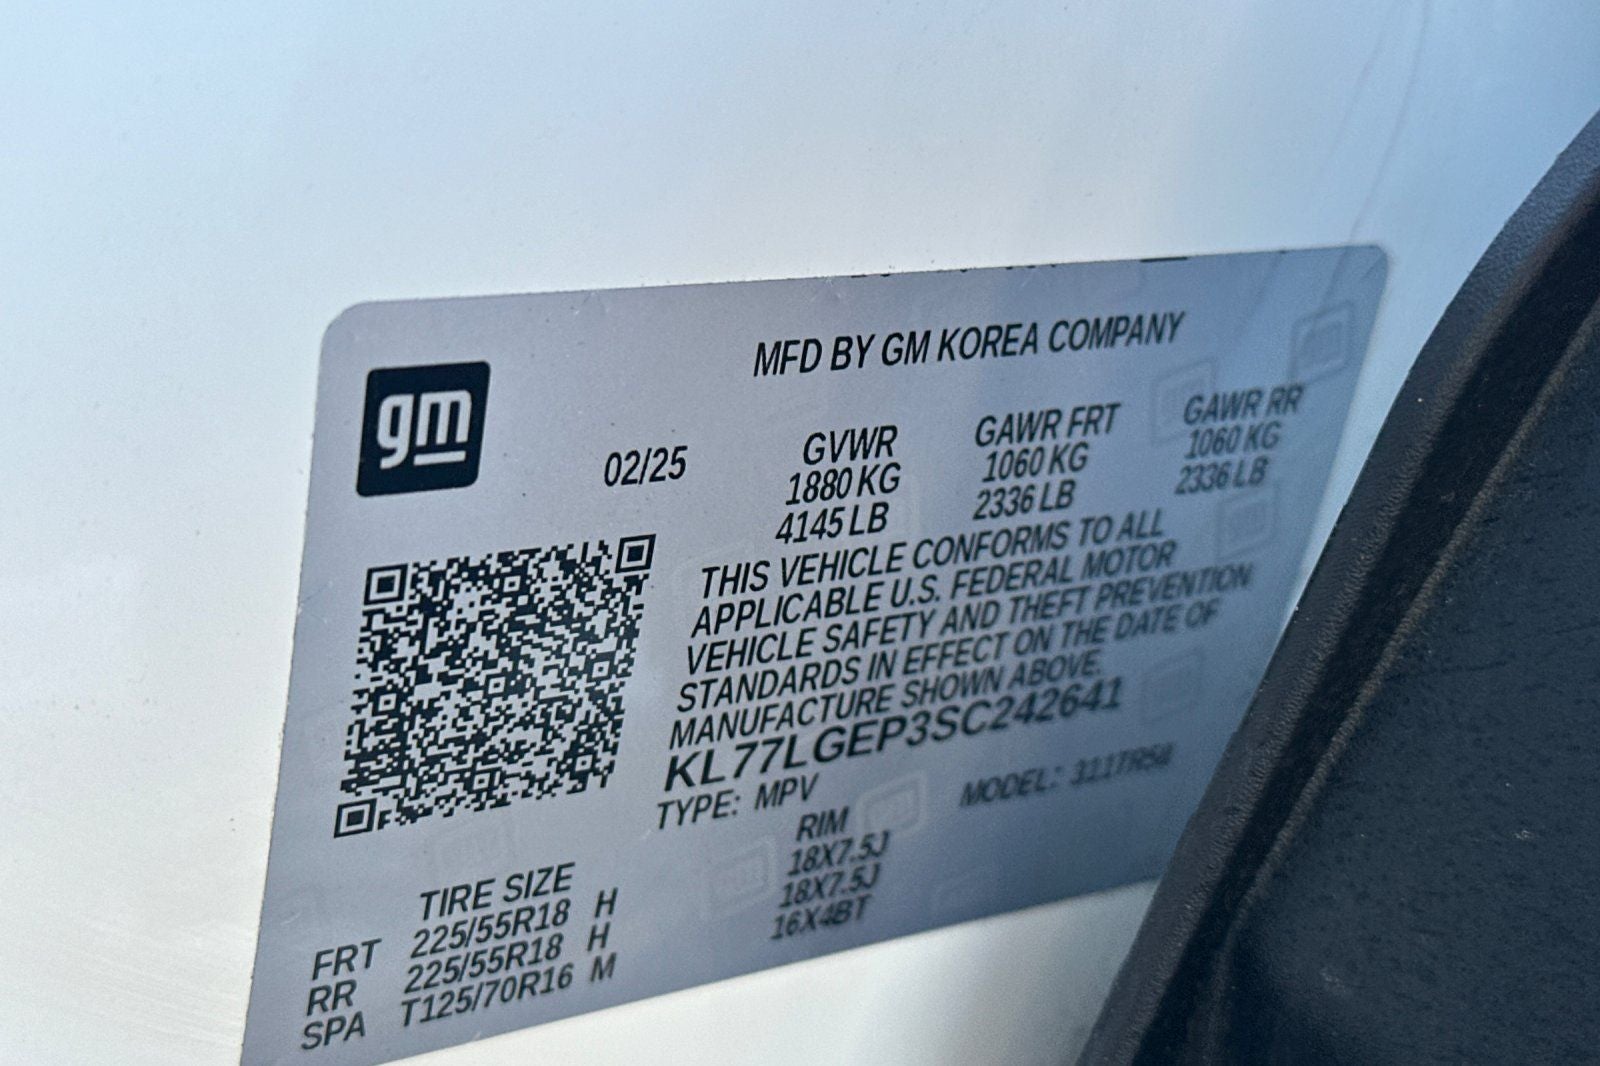 MFD BY GM KOREA COMPANY
gm
02/25
GVWR GAWR FRT GAWR RR
1880 KG 1060 KG 1060 KG
4145 LB 2336 LB 2336 LB
THIS VEHICLE CONFORMS TO ALL
APPLICABLE U.S. FEDERAL MOTOR
VEHICLE SAFETY AND THEFT PREVENTION
STANDARDS IN EFFECT ON THE DATE OF
MANUFACTURE SHOWN ABOVE.
KL77LGEP3SC242641
TYPE: MPV MODEL:
TIRE SIZE RIM
FRT 225/55R18 H 18X7.5J
RR 225/55R18 H 18X7.5J
SPA T125/70R16 M 16X4BT